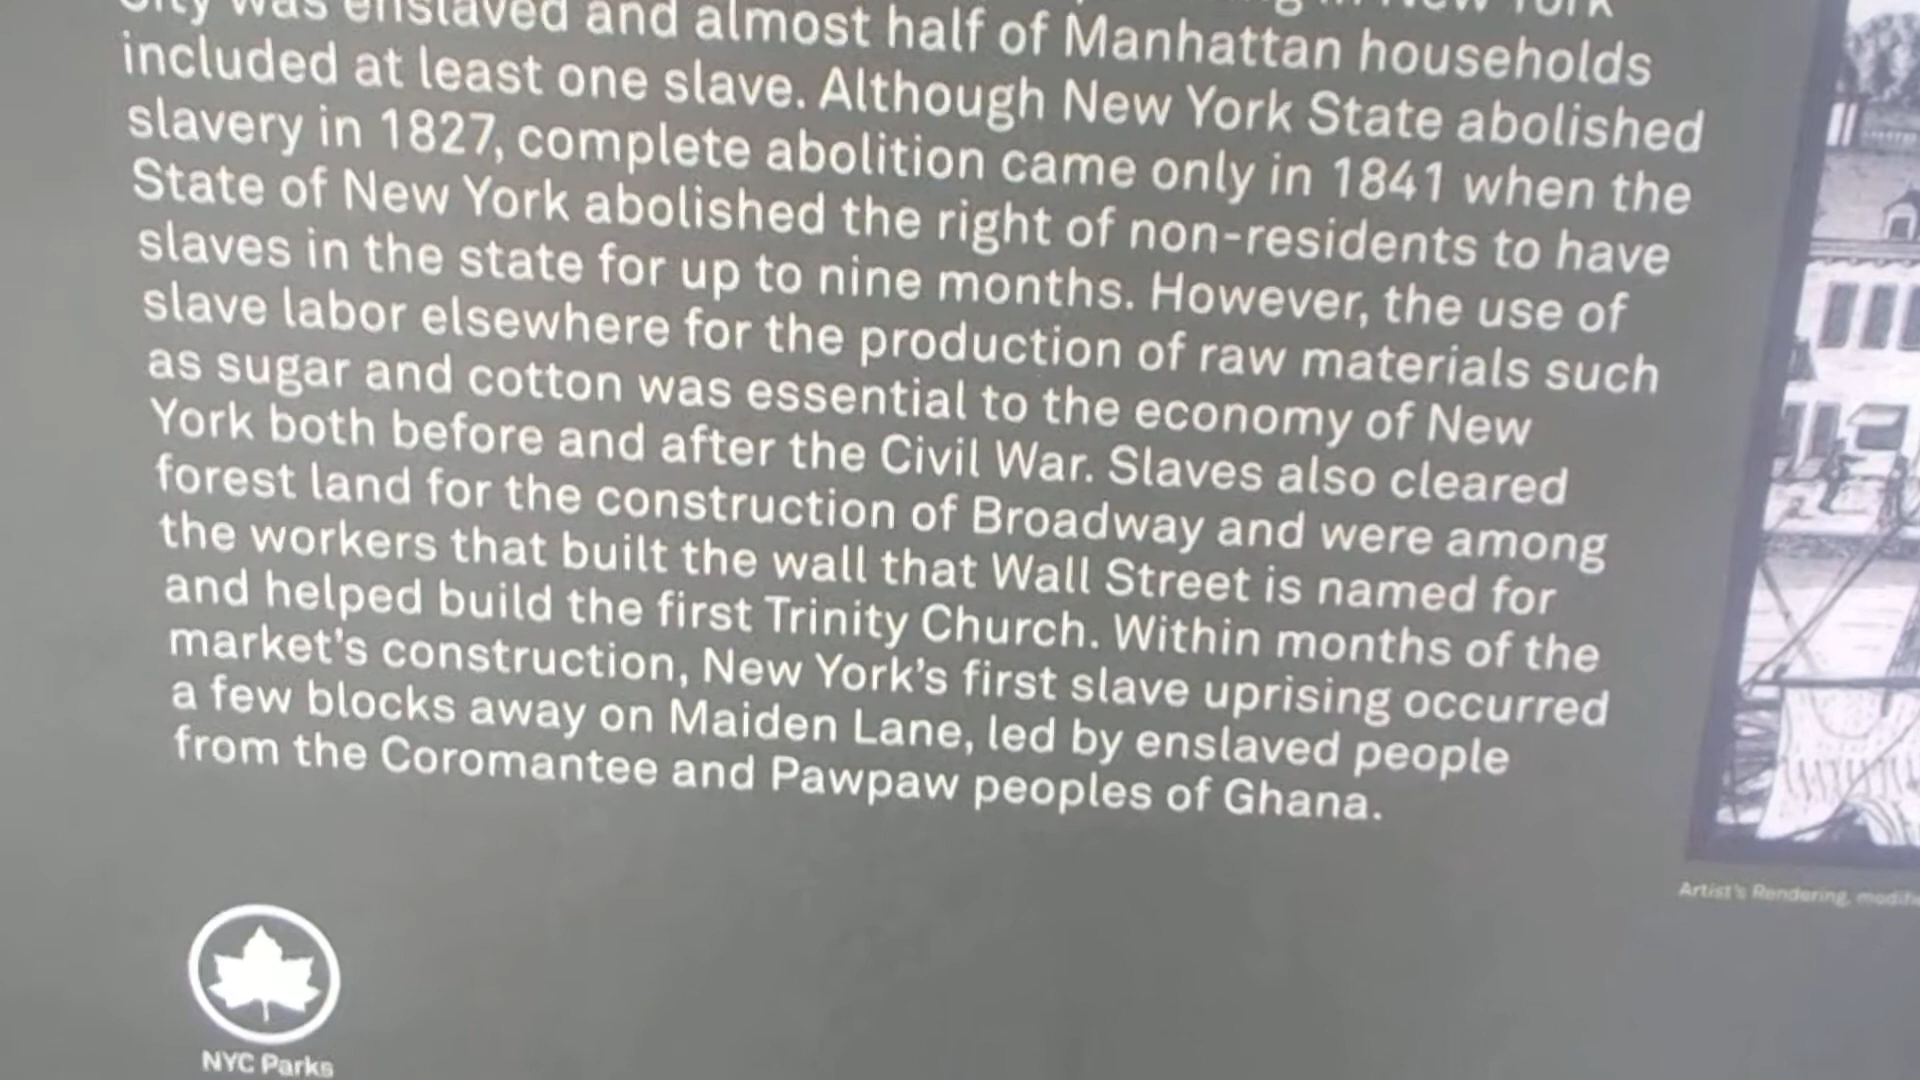 City was enslaved and almost half of Manhattan households
included at least one slave. Although New York State abolished
slavery in 1827, complete abolition came only in 1841 when the
State of New York abolished the right of non-residents to have
slaves in the state for up to nine months. However, the use of
slave labor elsewhere for the production of raw materials such
as sugar and cotton was essential to the economy of New
York both before and after the Civil War. Slaves also cleared
forest land for the construction of Broadway and were among
the workers that built the wall that Wall Street is named for
and helped build the first Trinity Church. Within months of the
market's construction, New York's first slave uprising occurred
a few blocks away on Maiden Lane, led by enslaved people
from the Coromantee and Pawpaw peoples of Ghana.
Artist's Rendering,
NYC Parks